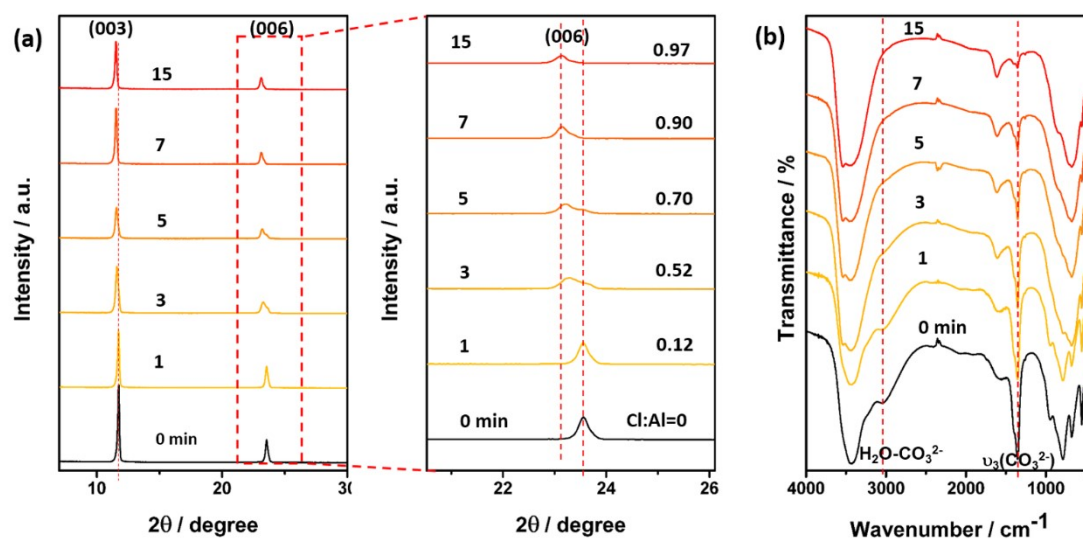 (a)
(003)
(006)
15
7
5
3
1
0 min
10
20
30
2θ / degree
Intensity / a.u.
(006)
15
0.97
7
0.90
5
0.70
3
0.52
1
0.12
0 min
Cl:Al=0
22
24
26
2θ / degree
Intensity / a.u.
(b)
15
7
5
3
1
0 min
H₂O-CO₃²⁻
υ₃(CO₃²⁻)
4000
3000
2000
1000
Wavenumber / cm⁻¹
Transmittance / %